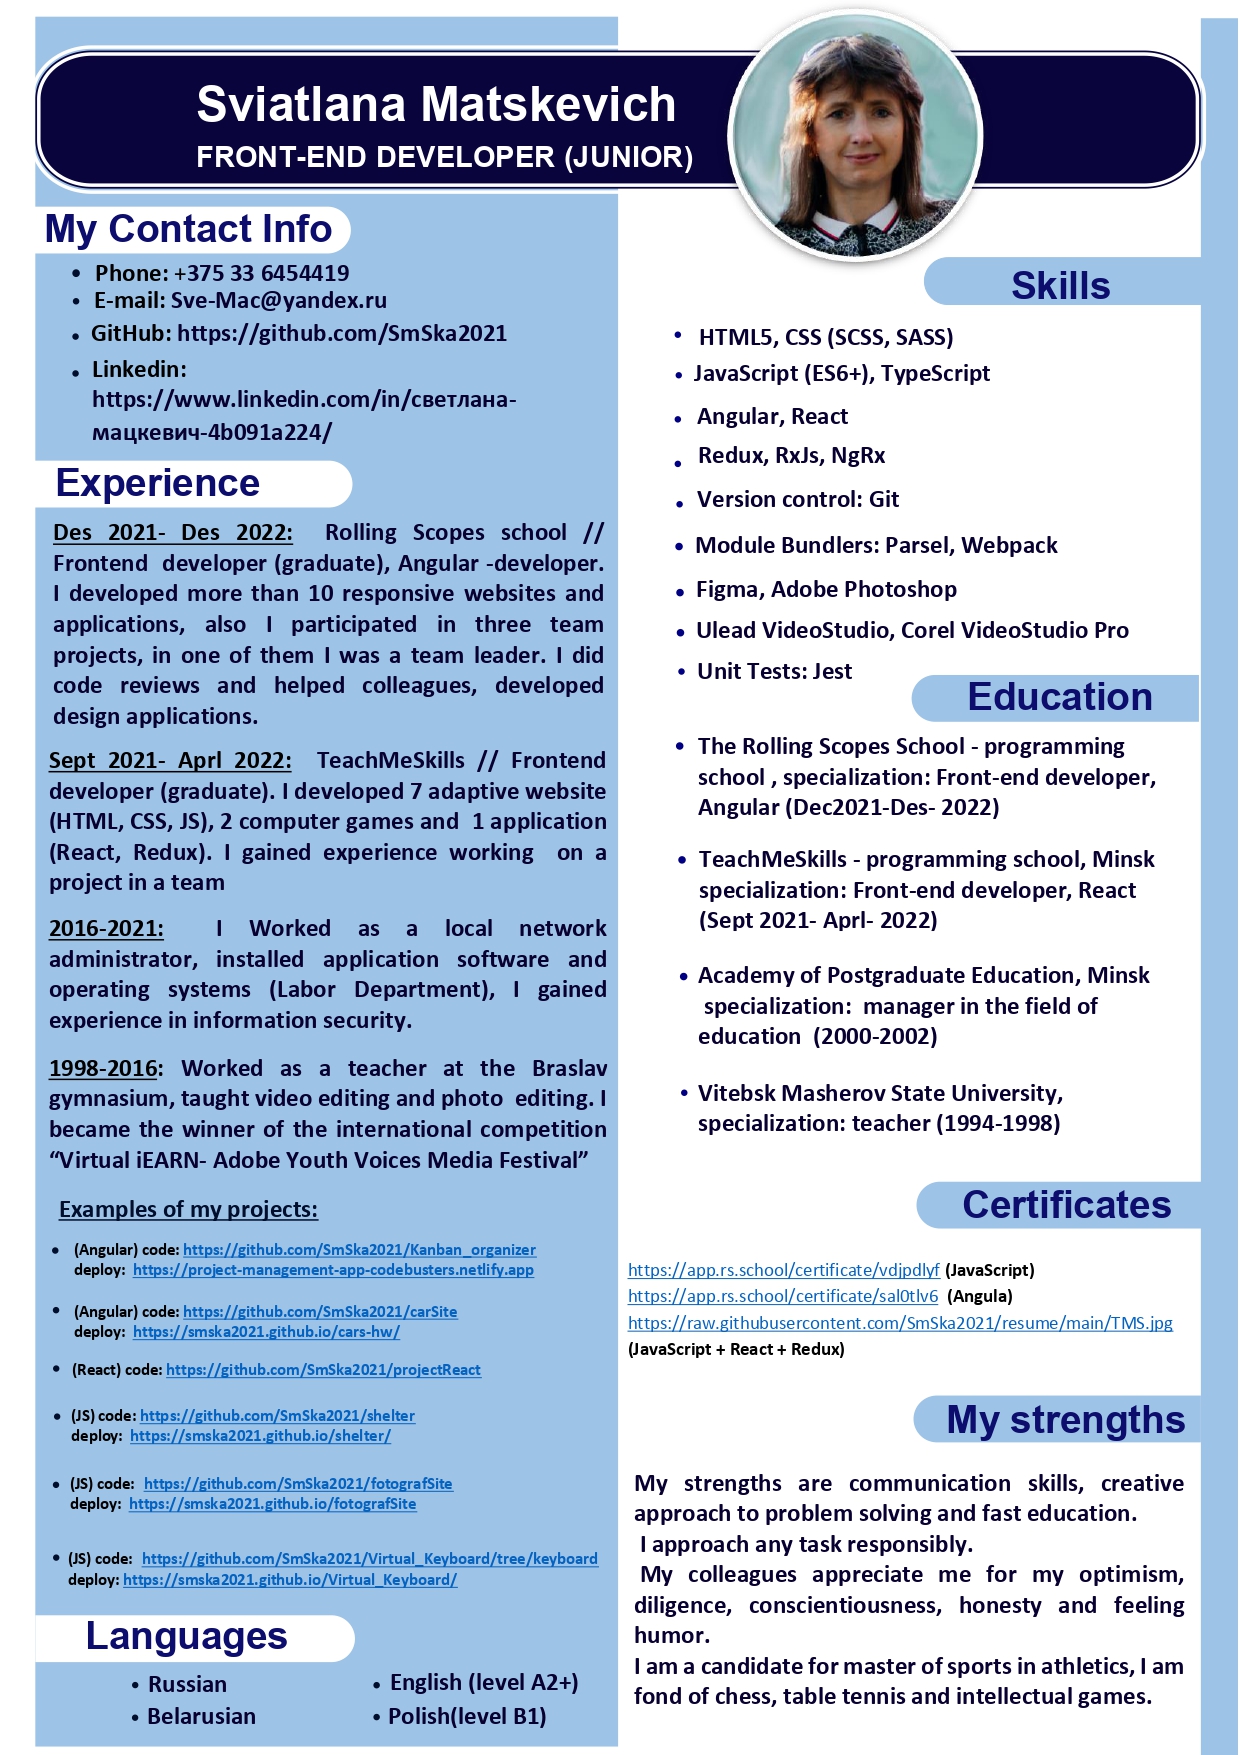 Sviatlana Matskevich
FRONT-END DEVELOPER (JUNIOR)
My Contact Info
• Phone: +375 33 6454419
• E-mail: Sve-Mac@yandex.ru
• GitHub: https://github.com/SmSka2021
• Linkedin:
https://www.linkedin.com/in/светлана-
мацкевич-4b091a224/
Experience
Des 2021- Des 2022: Rolling Scopes school //
Frontend developer (graduate), Angular -developer.
I developed more than 10 responsive websites and
applications, also I participated in three team
projects, in one of them I was a team leader. I did
code reviews and helped colleagues, developed
design applications.
Sept 2021- Aprl 2022: TeachMeSkills // Frontend
developer (graduate). I developed 7 adaptive website
(HTML, CSS, JS), 2 computer games and 1 application
(React, Redux). I gained experience working on a
project in a team
2016-2021: I Worked as a local network
administrator, installed application software and
operating systems (Labor Department), I gained
experience in information security.
1998-2016: Worked as a teacher at the Braslav
gymnasium, taught video editing and photo editing. I
became the winner of the international competition
“Virtual iEARN- Adobe Youth Voices Media Festival”
Examples of my projects:
• (Angular) code: https://github.com/SmSka2021/Kanban_organizer
deploy: https://project-management-app-codebusters.netlify.app
• (Angular) code: https://github.com/SmSka2021/carSite
deploy: https://smska2021.github.io/cars-hw/
• (React) code: https://github.com/SmSka2021/projectReact
• (JS) code: https://github.com/SmSka2021/shelter
deploy: https://smska2021.github.io/shelter/
• (JS) code: https://github.com/SmSka2021/fotografSite
deploy: https://smska2021.github.io/fotografSite
• (JS) code: https://github.com/SmSka2021/Virtual_Keyboard/tree/keyboard
deploy: https://smska2021.github.io/Virtual_Keyboard/
Languages
• Russian
• Belarusian
• English (level A2+)
• Polish(level B1)
Skills
• HTML5, CSS (SCSS, SASS)
• JavaScript (ES6+), TypeScript
• Angular, React
• Redux, RxJs, NgRx
• Version control: Git
• Module Bundlers: Parsel, Webpack
• Figma, Adobe Photoshop
• Ulead VideoStudio, Corel VideoStudio Pro
• Unit Tests: Jest
Education
• The Rolling Scopes School - programming
school , specialization: Front-end developer,
Angular (Dec2021-Des- 2022)
• TeachMeSkills - programming school, Minsk
specialization: Front-end developer, React
(Sept 2021- Aprl- 2022)
• Academy of Postgraduate Education, Minsk
specialization: manager in the field of
education (2000-2002)
• Vitebsk Masherov State University,
specialization: teacher (1994-1998)
Certificates
https://app.rs.school/certificate/vdjpdlyf (JavaScript)
https://app.rs.school/certificate/sal0tlv6 (Angula)
https://raw.githubusercontent.com/SmSka2021/resume/main/TMS.jpg
(JavaScript + React + Redux)
My strengths
My strengths are communication skills, creative
approach to problem solving and fast education.
I approach any task responsibly.
My colleagues appreciate me for my optimism,
diligence, conscientiousness, honesty and feeling
humor.
I am a candidate for master of sports in athletics, I am
fond of chess, table tennis and intellectual games.